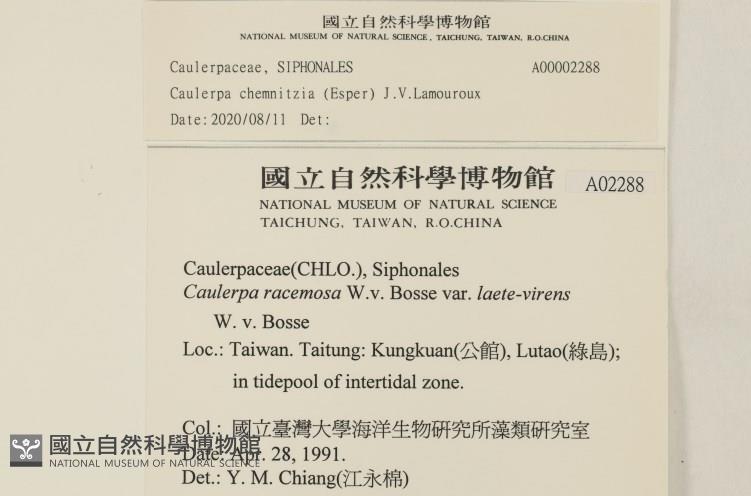 國立自然科學博物館
NATIONAL MUSEUM OF NATURAL SCIENCE, TAICHUNG, TAIWAN, R.O.CHINA
Caulerpaceae, SIPHONALES A00002288
Caulerpa chemnitzia (Esper) J.V.Lamouroux
Date:2020/08/11 Det:
國立自然科學博物館 A02288
NATIONAL MUSEUM OF NATURAL SCIENCE
TAICHUNG, TAIWAN, R.O.CHINA
Caulerpaceae(CHLO.), Siphonales
Caulerpa racemosa W.v. Bosse var. laete-virens
W. v. Bosse
Loc.: Taiwan. Taitung: Kungkuan(公館), Lutao(綠島);
in tidepool of intertidal zone.
Col.: 國立臺灣大學海洋生物研究所藻類研究室
Date: Apr. 28, 1991.
Det.: Y. M. Chiang(江永棉)
國立自然科學博物館
NATIONAL MUSEUM OF NATURAL SCIENCE